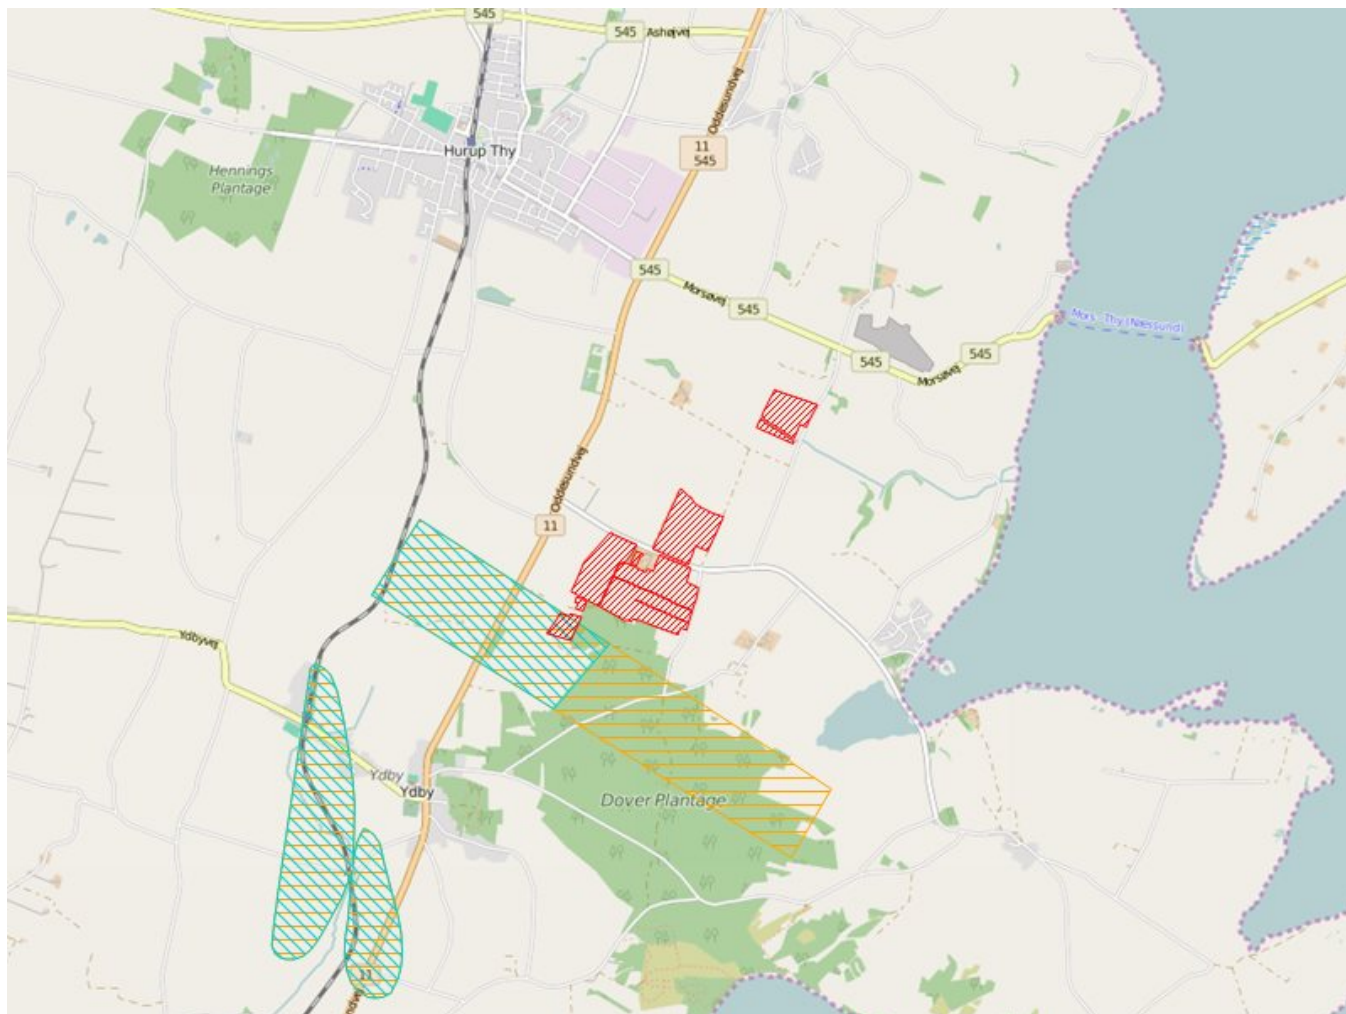 545
545
Ashøjvej
Oddesundvej
11
545
Hurup Thy
Hennings
Plantage
545
Morsøvej
545
Mors - Thy (Næssund)
545
545
Morsøvej
Oddesundvej
11
Ydbyvej
Ydby
Ydby
Dover Plantage
11